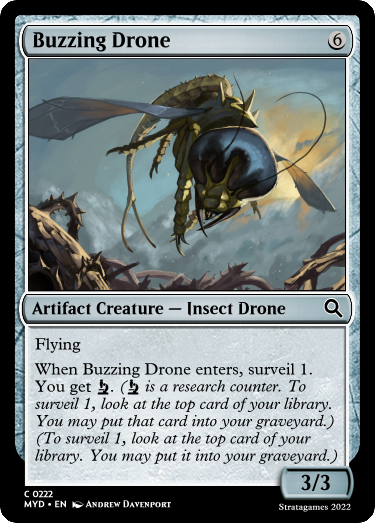 Buzzing Drone 6
Artifact Creature — Insect Drone
Flying
When Buzzing Drone enters, surveil 1.
You get . ( is a research counter. To
surveil 1, look at the top card of your library.
You may put that card into your graveyard.)
(To surveil 1, look at the top card of your
library. You may put it into your graveyard.)
3/3
C 0222
MYD • EN Andrew Davenport
Stratagames 2022